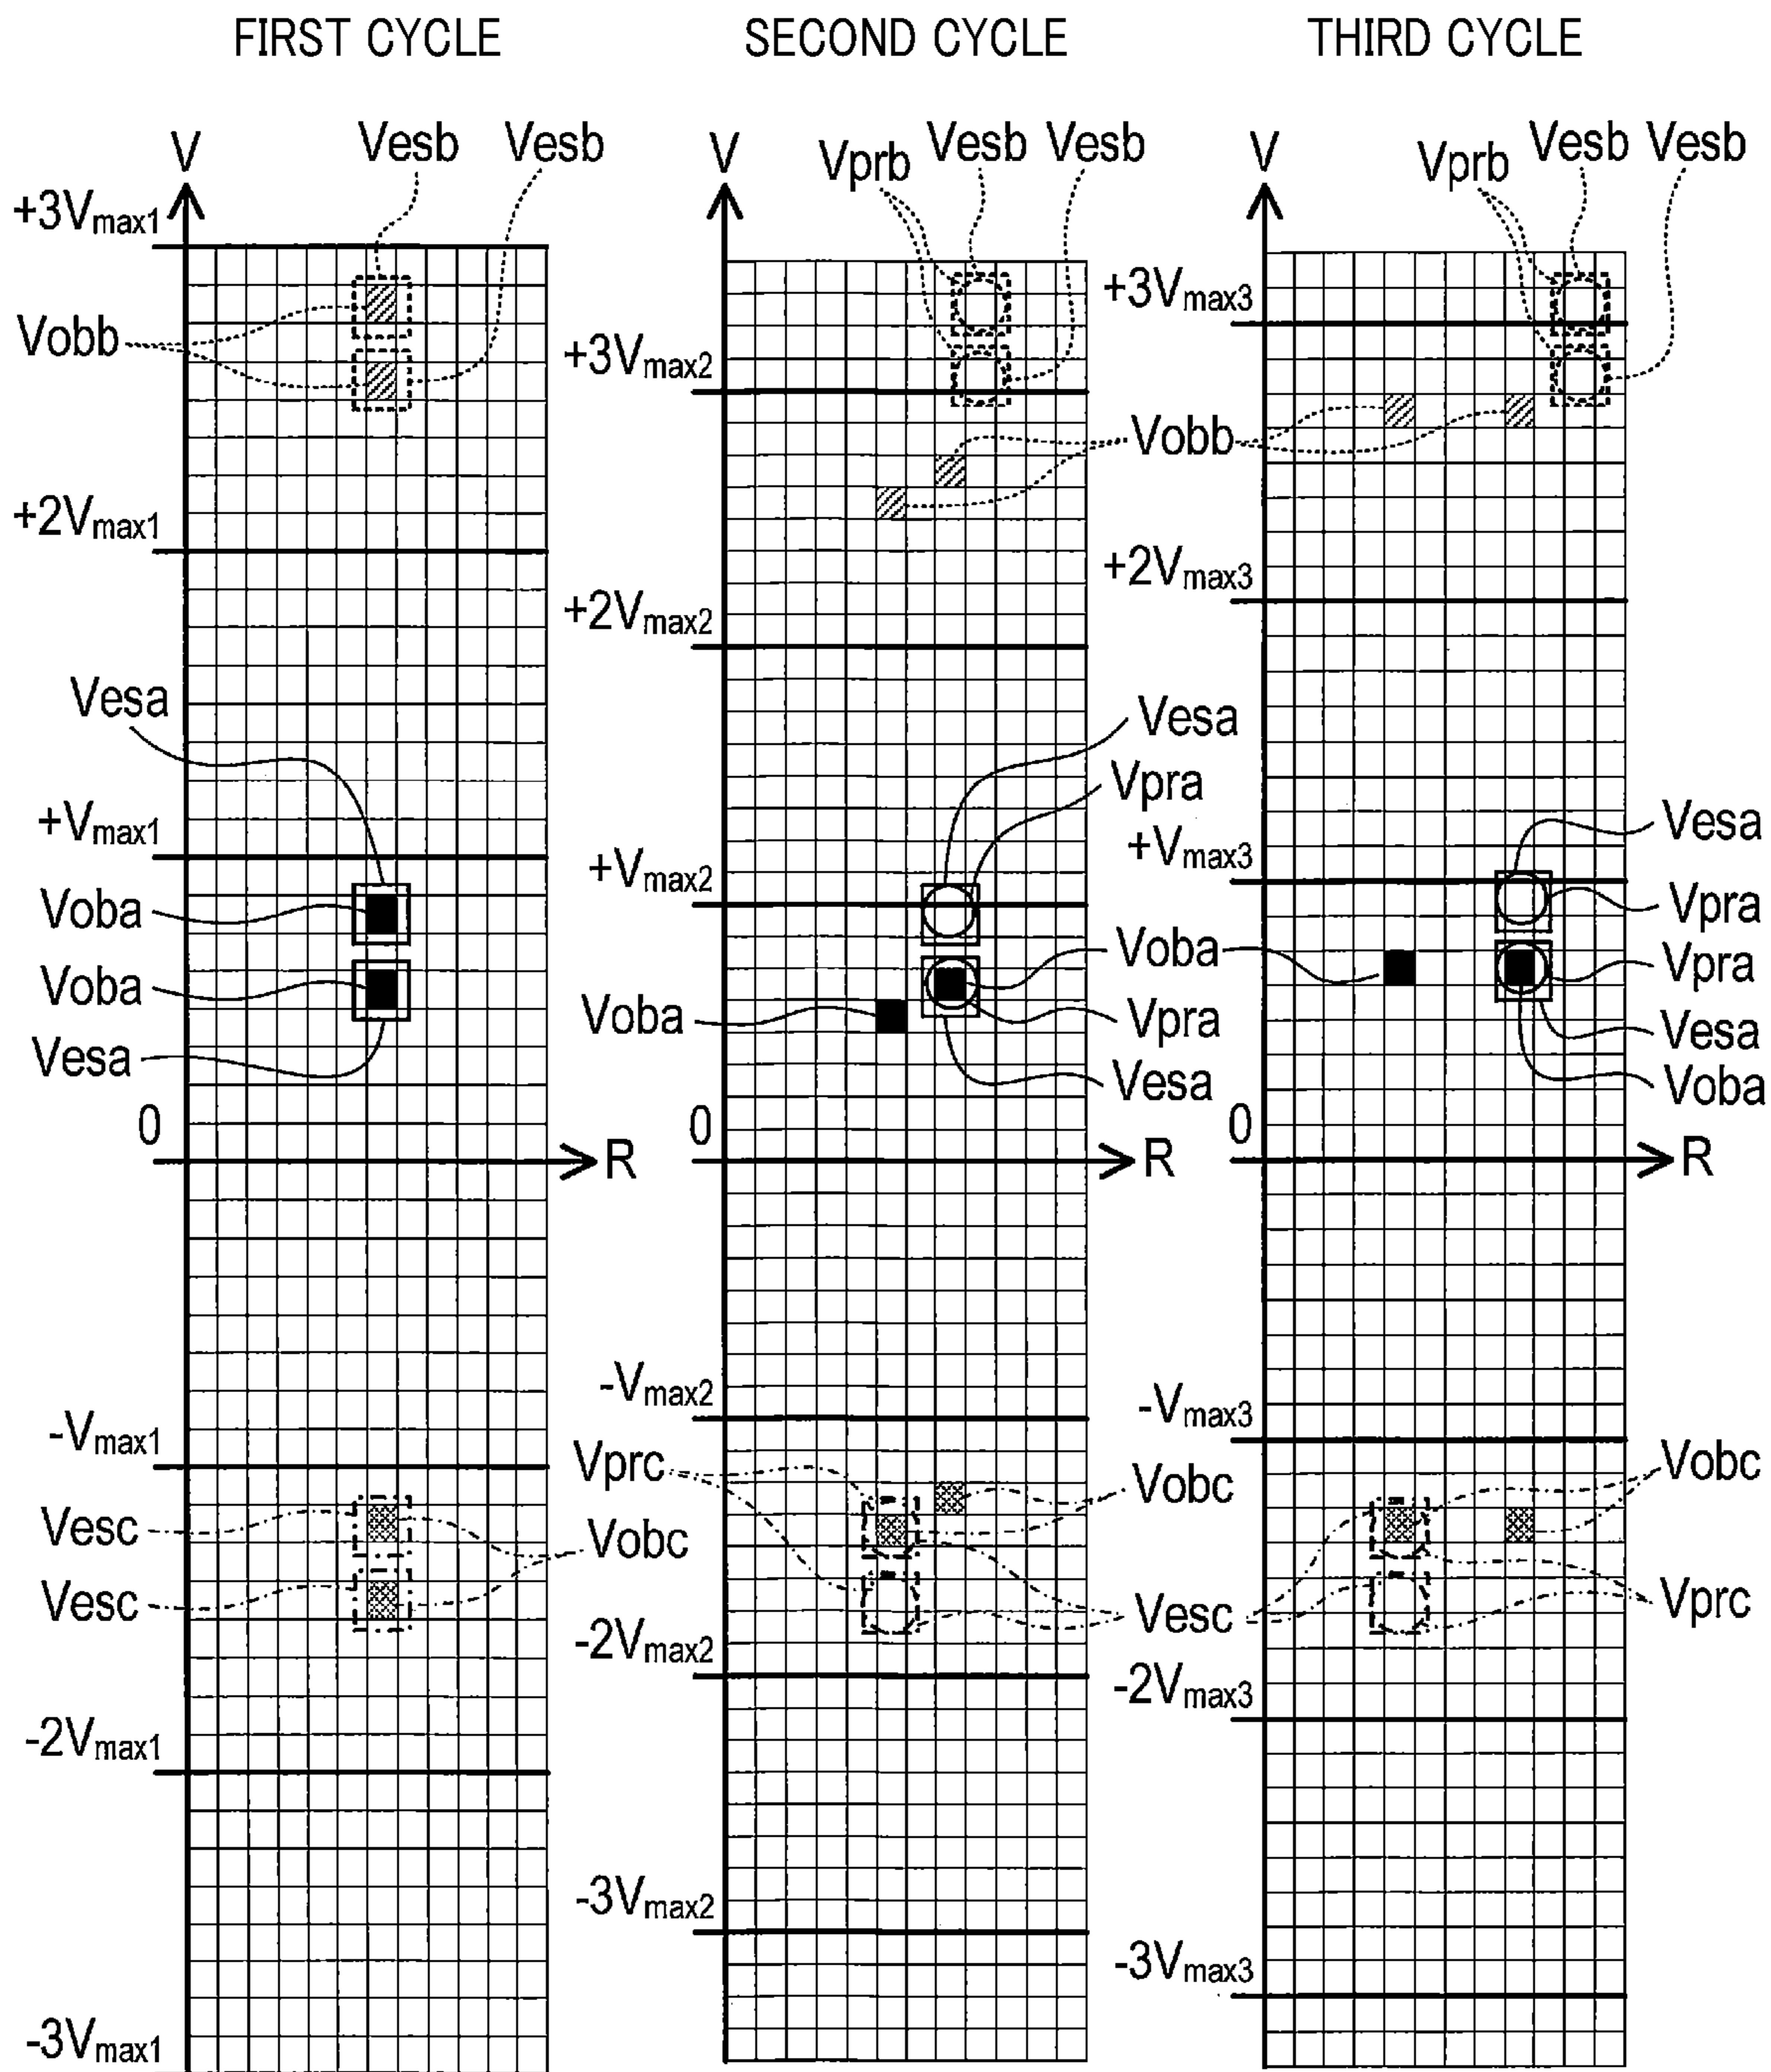 FIRST CYCLE SECOND CYCLE THIRD CYCLE
V Vesb Vesb V Vprb Vesb Vesb V Vprb Vesb Vesb
+3Vmax1
+3Vmax3
Vobb
+3Vmax2
Vobb
+2Vmax1
+2Vmax3
+2Vmax2
Vesa
Vesa
Vpra
+Vmax1
Vesa
+Vmax3
+Vmax2
Voba
Vpra
Voba
Voba
Vpra
Voba
Vpra
Vesa
Vesa
Vesa
Voba
0 0 0
R R R
-Vmax2
-Vmax3
-Vmax1
Vprc
Vobc
Vobc
Vesc
Vobc
Vesc
Vesc
Vprc
-2Vmax2
-2Vmax3
-2Vmax1
-3Vmax2
-3Vmax3
-3Vmax1